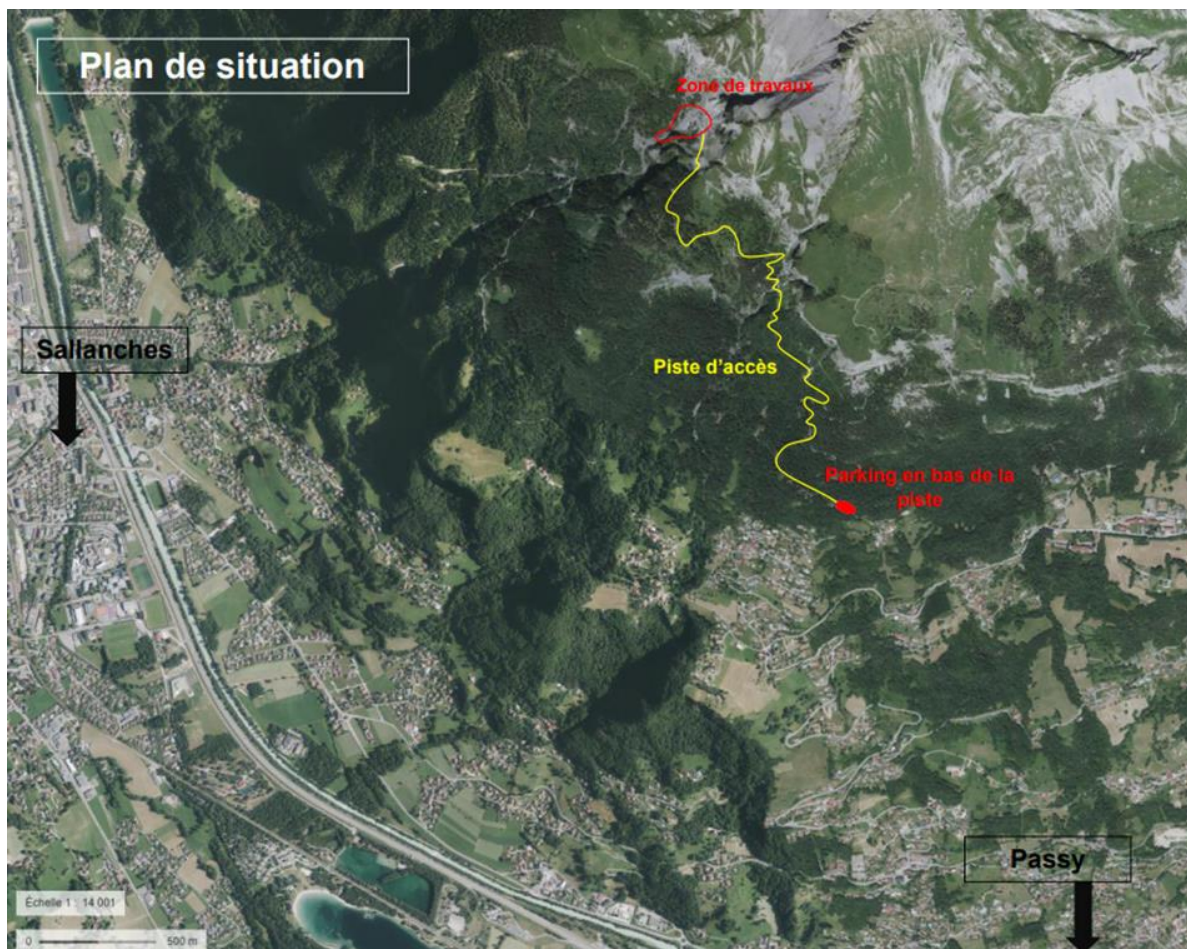 Plan de situation
Zone de travaux
Sallanches
Piste d’accès
Parking en bas de la
piste
Passy
Échelle 1 : 14 001
0 500 m